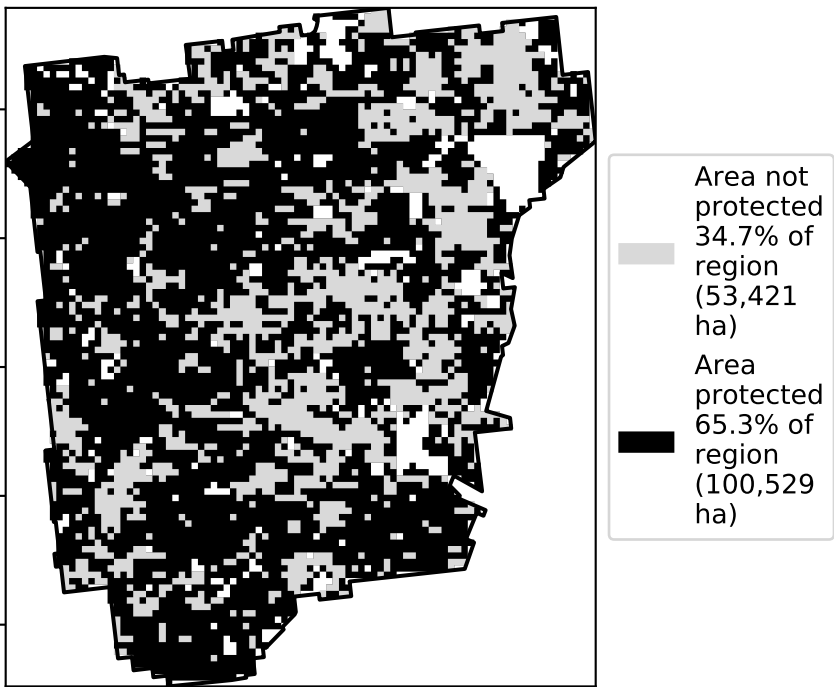 Area not
protected
34.7% of
region
(53,421
ha)
Area
protected
65.3% of
region
(100,529
ha)